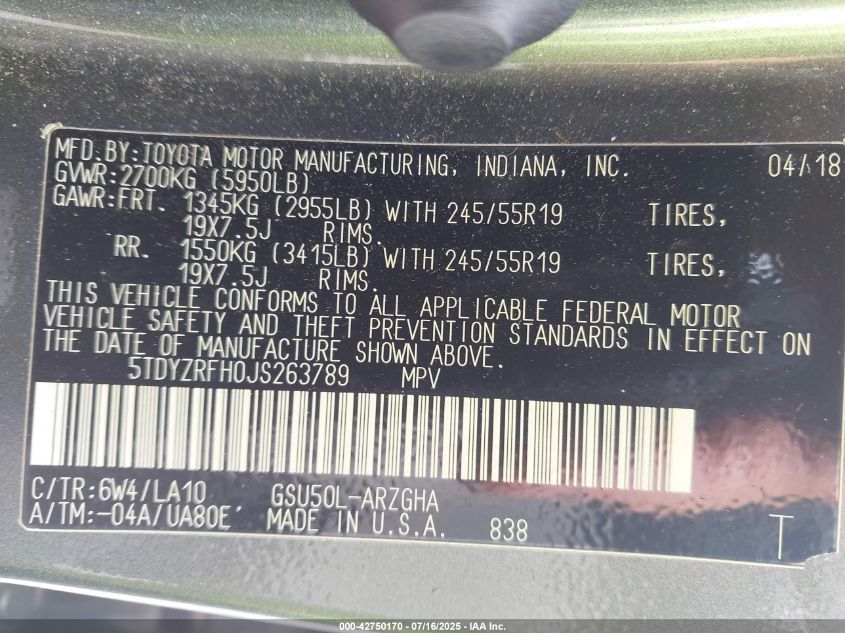 MFD.BY:TOYOTA MOTOR MANUFACTURING, INDIANA, INC. 04/18
GVWR:2700KG (5950LB)
GAWR:FRT. 1345KG (2955LB) WITH 245/55R19 TIRES,
19X7.5J RIMS.
RR. 1550KG (3415LB) WITH 245/55R19 TIRES,
19X7.5J RIMS.
THIS VEHICLE CONFORMS TO ALL APPLICABLE FEDERAL MOTOR
VEHICLE SAFETY AND THEFT PREVENTION STANDARDS IN EFFECT ON
THE DATE OF MANUFACTURE SHOWN ABOVE.
5TDYZRFH0JS263789 MPV
C/TR:6W4/LA10 GSU50L-ARZGHA
A/TM:-04A/UA80E MADE IN U.S.A. 838 T
000-42750170 - 07/16/2025 - IAA Inc.